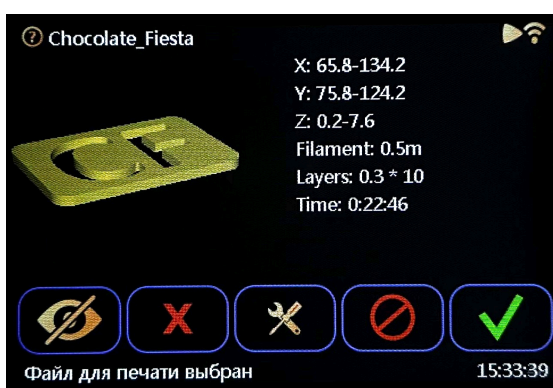 Chocolate_Fiesta
X: 65.8-134.2
Y: 75.8-124.2
Z: 0.2-7.6
Filament: 0.5m
Layers: 0.3 * 10
Time: 0:22:46
CF
Файл для печати выбран
15:33:39